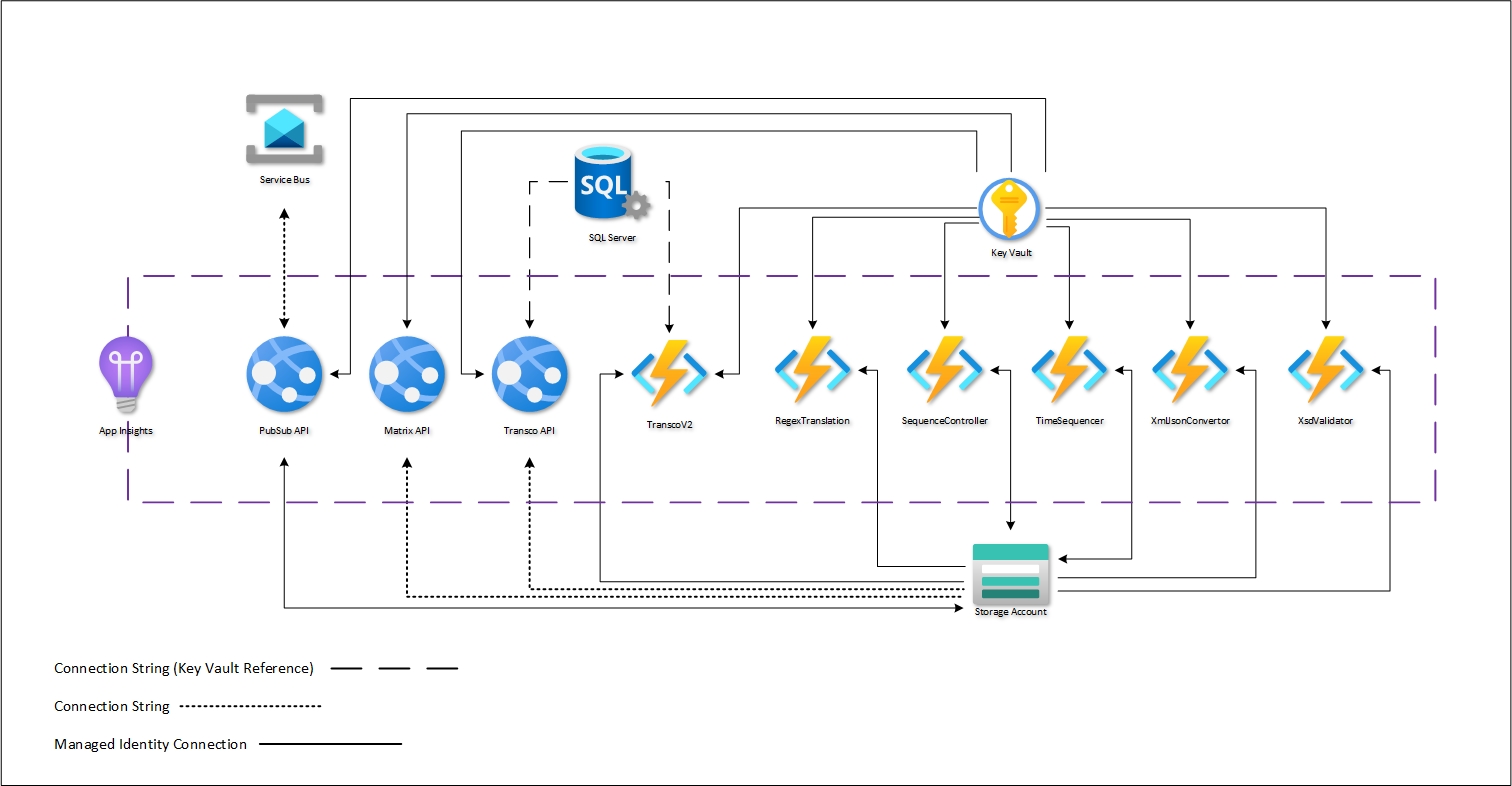 Service Bus
SQL
SQL Server
Key Vault
App Insights
PubSub API
Matrix API
Transco API
TranscoV2
RegexTranslation
SequenceController
TimeSequencer
XmlJsonConvertor
XsdValidator
Storage Account
Connection String (Key Vault Reference)
Connection String
Managed Identity Connection